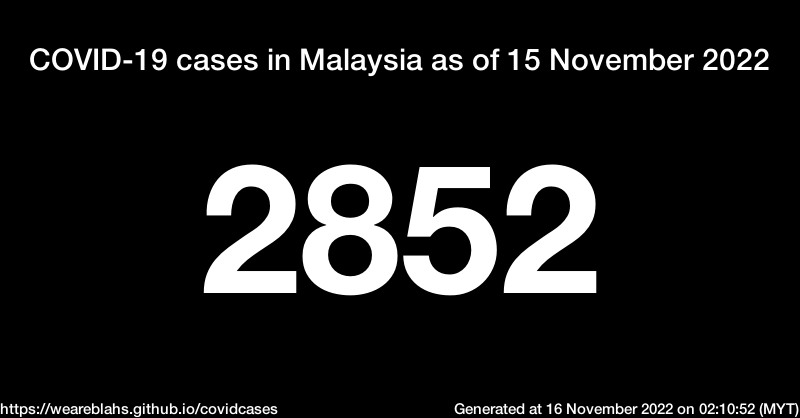 COVID-19 cases in Malaysia as of 15 November 2022
2852
https://weareblahs.github.io/covidcases
Generated at 16 November 2022 on 02:10:52 (MYT)